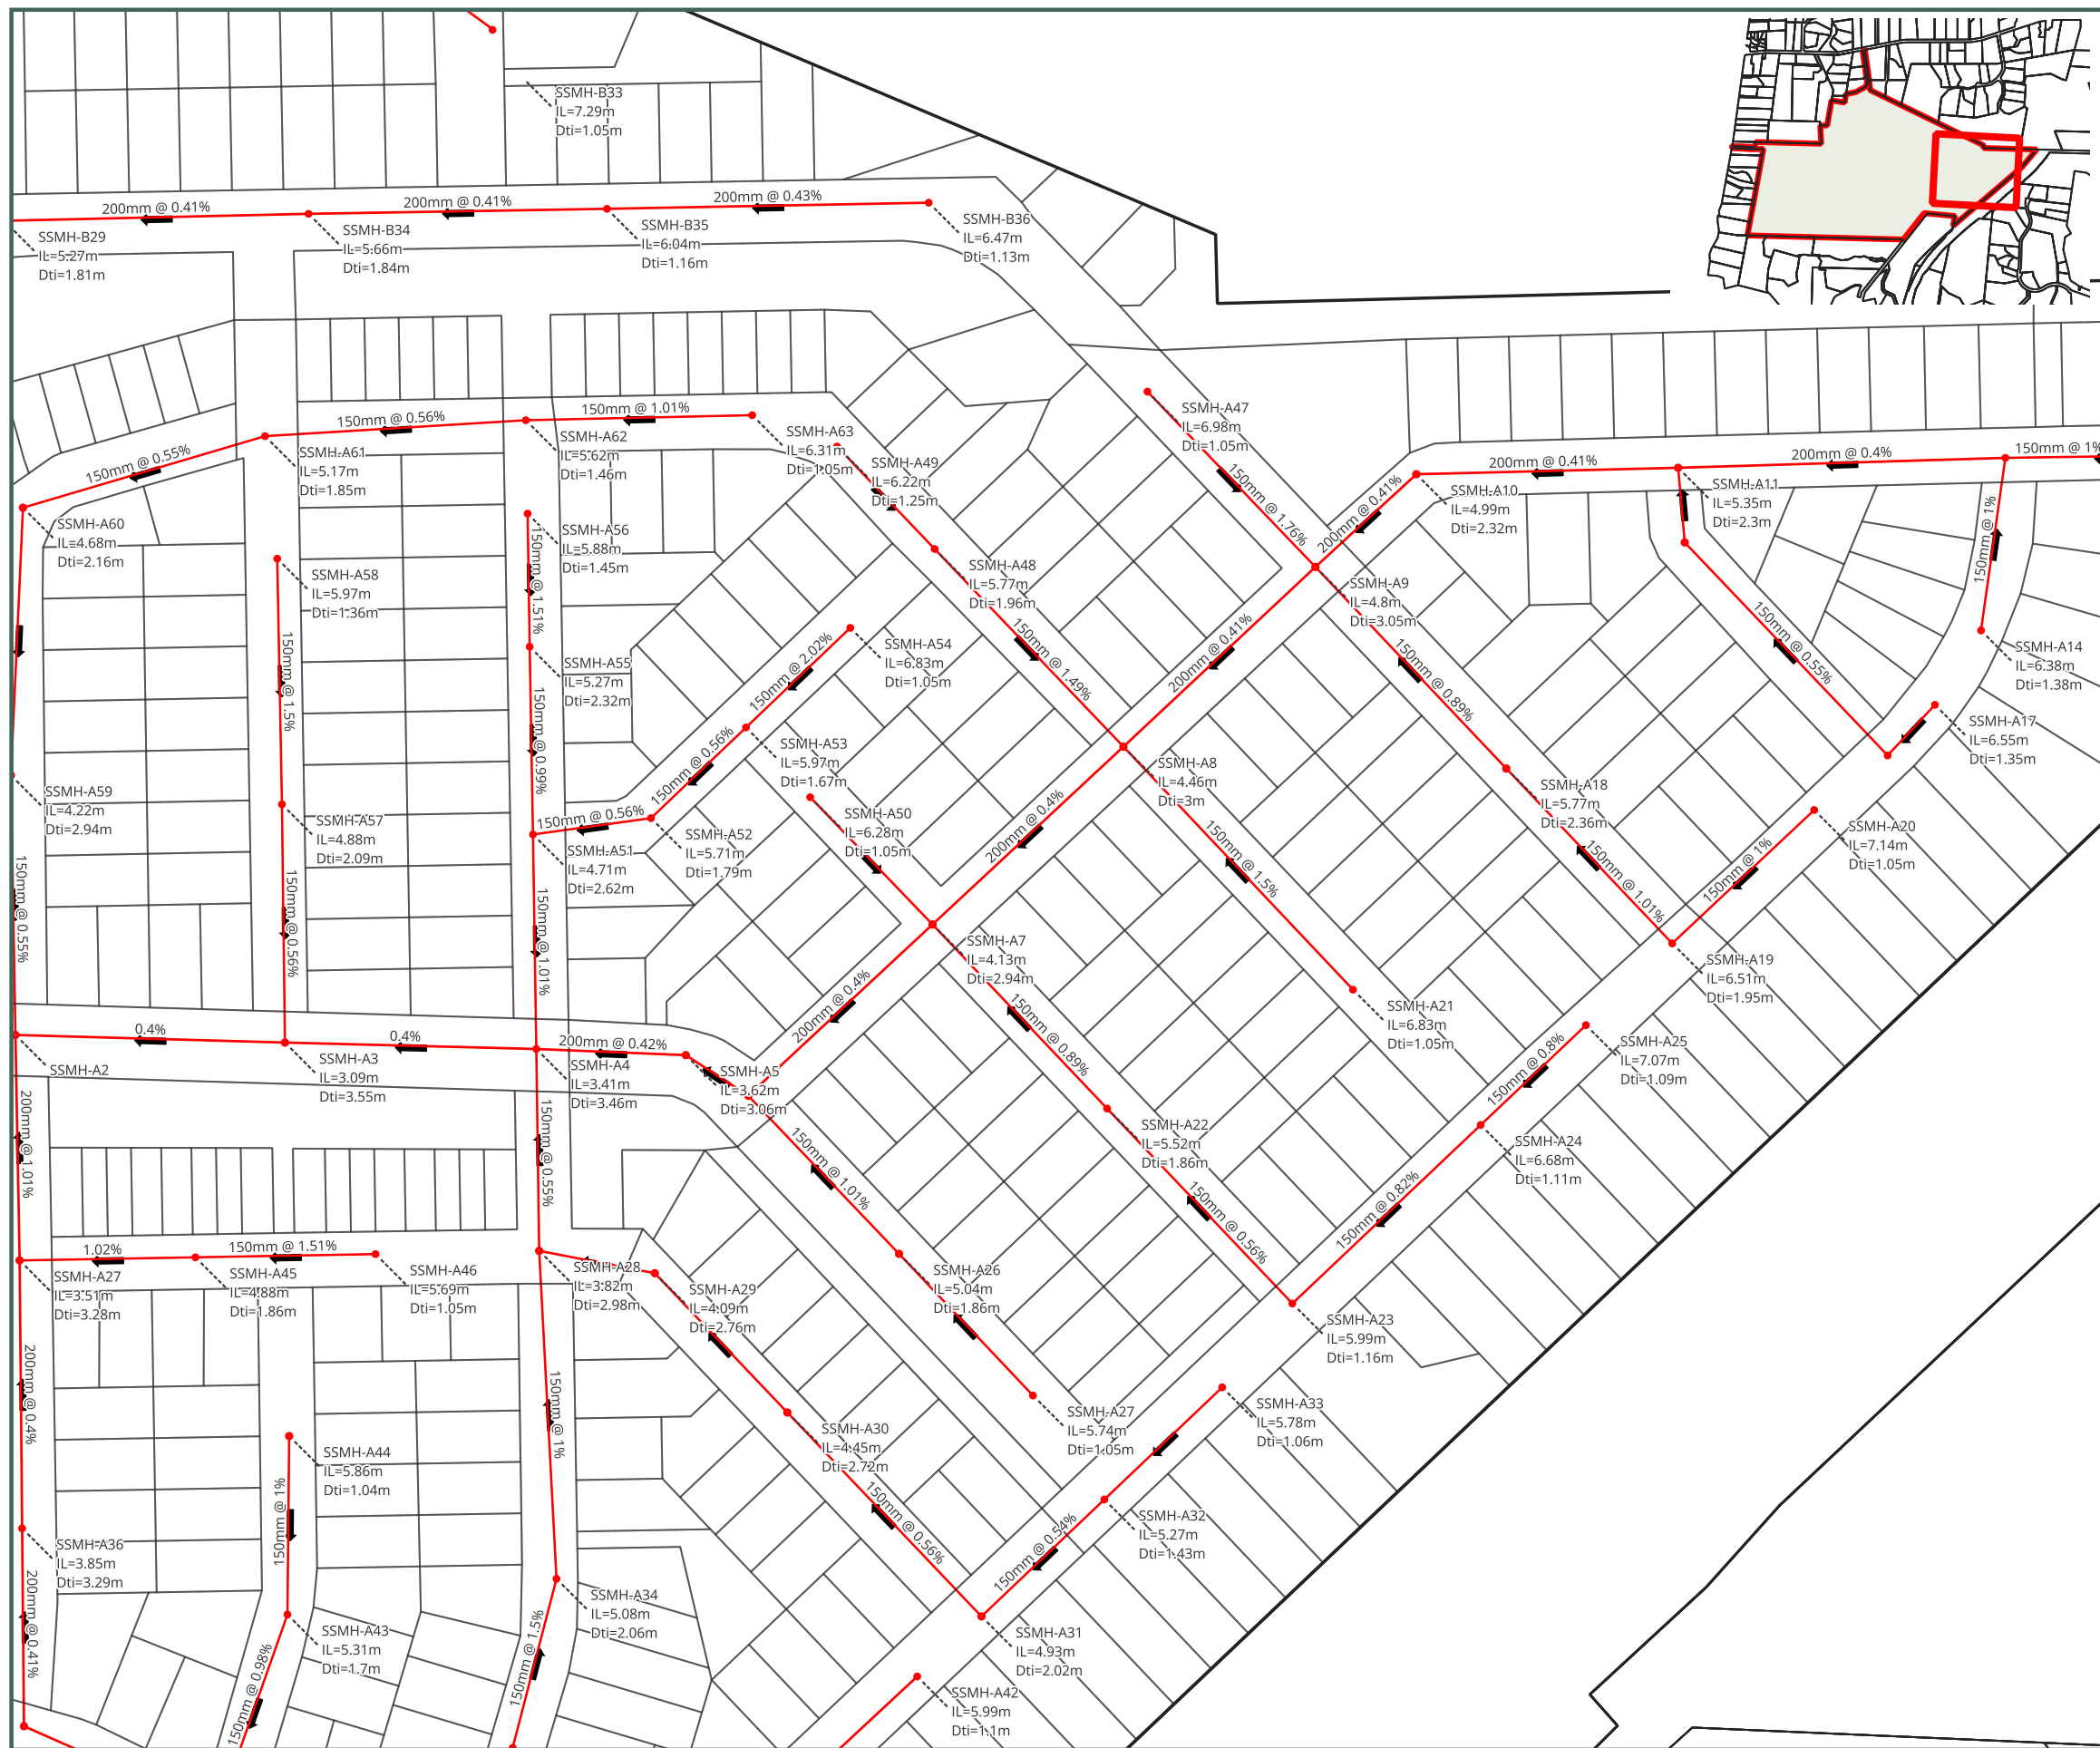 SSMH-B33
IL=7.29m
Dti=1.05m
200mm @ 0.41%
200mm @ 0.41%
200mm @ 0.43%
SSMH-B29
IL=5.27m
Dti=1.81m
SSMH-B34
IL=5.66m
Dti=1.84m
SSMH-B35
IL=6.04m
Dti=1.16m
SSMH-B36
IL=6.47m
Dti=1.13m
150mm @ 0.55%
150mm @ 0.56%
150mm @ 1.01%
SSMH-A61
IL=5.17m
Dti=1.85m
SSMH-A62
IL=5.62m
Dti=1.46m
SSMH-A63
IL=6.31m
Dti=1.05m
SSMH-A49
IL=6.22m
Dti=1.25m
SSMH-A47
IL=6.98m
Dti=1.05m
150mm @ 1.76%
200mm @ 0.41%
200mm @ 0.41%
200mm @ 0.4%
150mm @ 1%
SSMH-A10
IL=4.99m
Dti=2.32m
SSMH-A11
IL=5.35m
Dti=2.3m
150mm @ 1%
SSMH-A60
IL=4.68m
Dti=2.16m
SSMH-A58
IL=5.97m
Dti=1.36m
SSMH-A56
IL=5.88m
Dti=1.45m
150mm @ 1.51%
SSMH-A48
IL=5.77m
Dti=1.96m
SSMH-A9
IL=4.8m
Dti=3.05m
150mm @ 1.5%
SSMH-A55
IL=5.27m
Dti=2.32m
150mm @ 0.99%
150mm @ 2.02%
SSMH-A54
IL=6.83m
Dti=1.05m
150mm @ 1.49%
200mm @ 0.41%
150mm @ 0.89%
150mm @ 0.55%
SSMH-A14
IL=6.38m
Dti=1.38m
SSMH-A17
IL=6.55m
Dti=1.35m
SSMH-A53
IL=5.97m
Dti=1.67m
150mm @ 0.56%
150mm @ 0.56%
SSMH-A8
IL=4.46m
Dti=3m
SSMH-A18
IL=5.77m
Dti=2.36m
SSMH-A59
IL=4.22m
Dti=2.94m
SSMH-A57
IL=4.88m
Dti=2.09m
SSMH-A51
IL=4.71m
Dti=2.62m
SSMH-A52
IL=5.71m
Dti=1.79m
SSMH-A50
IL=6.28m
Dti=1.05m
200mm @ 0.4%
150mm @ 1.5%
150mm @ 1.01%
150mm @ 1%
SSMH-A20
IL=7.14m
Dti=1.05m
150mm @ 0.55%
150mm @ 0.56%
150mm @ 1.01%
SSMH-A7
IL=4.13m
Dti=2.94m
SSMH-A19
IL=6.51m
Dti=1.95m
200mm @ 0.4%
150mm @ 0.89%
SSMH-A21
IL=6.83m
Dti=1.05m
0.4%
0.4%
200mm @ 0.42%
SSMH-A2
SSMH-A3
IL=3.09m
Dti=3.55m
SSMH-A4
IL=3.41m
Dti=3.46m
SSMH-A5
IL=3.62m
Dti=3.06m
150mm @ 0.8%
SSMH-A25
IL=7.07m
Dti=1.09m
200mm @ 1.01%
150mm @ 0.55%
150mm @ 1.01%
SSMH-A22
IL=5.52m
Dti=1.86m
SSMH-A24
IL=6.68m
Dti=1.11m
150mm @ 0.56%
150mm @ 0.82%
1.02%
150mm @ 1.51%
SSMH-A27
IL=3.51m
Dti=3.28m
SSMH-A45
IL=4.88m
Dti=1.86m
SSMH-A46
IL=5.69m
Dti=1.05m
SSMH-A28
IL=3.82m
Dti=2.98m
SSMH-A29
IL=4.09m
Dti=2.76m
SSMH-A26
IL=5.04m
Dti=1.86m
SSMH-A23
IL=5.99m
Dti=1.16m
200mm @ 0.4%
150mm @ 1%
SSMH-A27
IL=5.74m
Dti=1.05m
SSMH-A33
IL=5.78m
Dti=1.06m
SSMH-A44
IL=5.86m
Dti=1.04m
SSMH-A30
IL=4.45m
Dti=2.72m
150mm @ 1%
150mm @ 0.56%
150mm @ 0.54%
SSMH-A32
IL=5.27m
Dti=1.43m
SSMH-A36
IL=3.85m
Dti=3.29m
200mm @ 0.41%
SSMH-A34
IL=5.08m
Dti=2.06m
SSMH-A43
IL=5.31m
Dti=1.7m
SSMH-A31
IL=4.93m
Dti=2.02m
150mm @ 0.98%
150mm @ 1.5%
SSMH-A42
IL=5.99m
Dti=1.1m